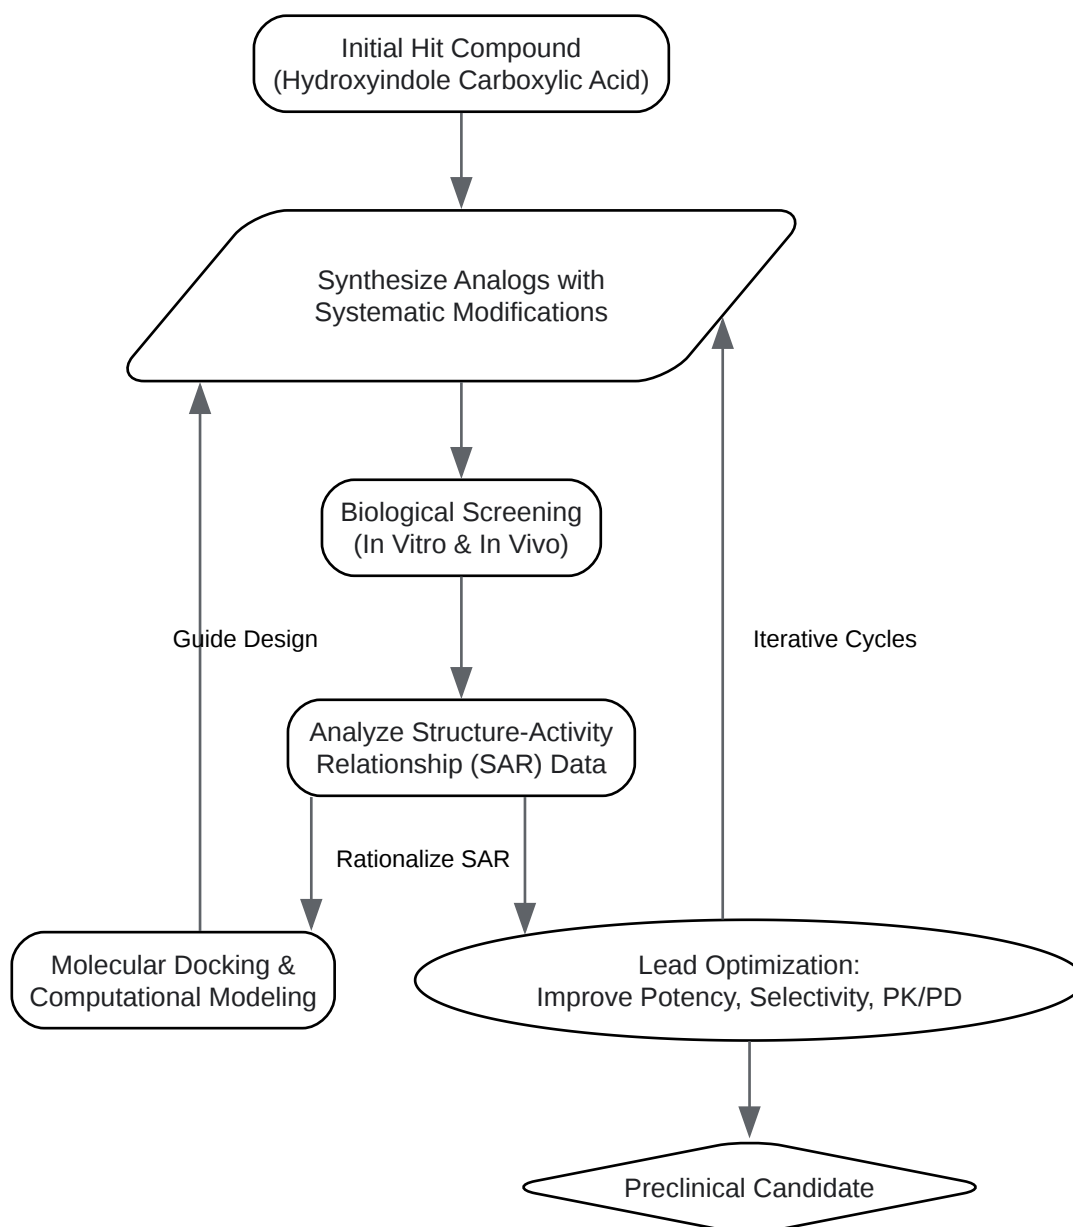 Initial Hit Compound
(Hydroxyindole Carboxylic Acid)
Synthesize Analogs with
Systematic Modifications
Biological Screening
(In Vitro & In Vivo)
Guide Design
Iterative Cycles
Analyze Structure-Activity
Relationship (SAR) Data
Rationalize SAR
Molecular Docking &
Computational Modeling
Lead Optimization:
Improve Potency, Selectivity, PK/PD
Preclinical Candidate